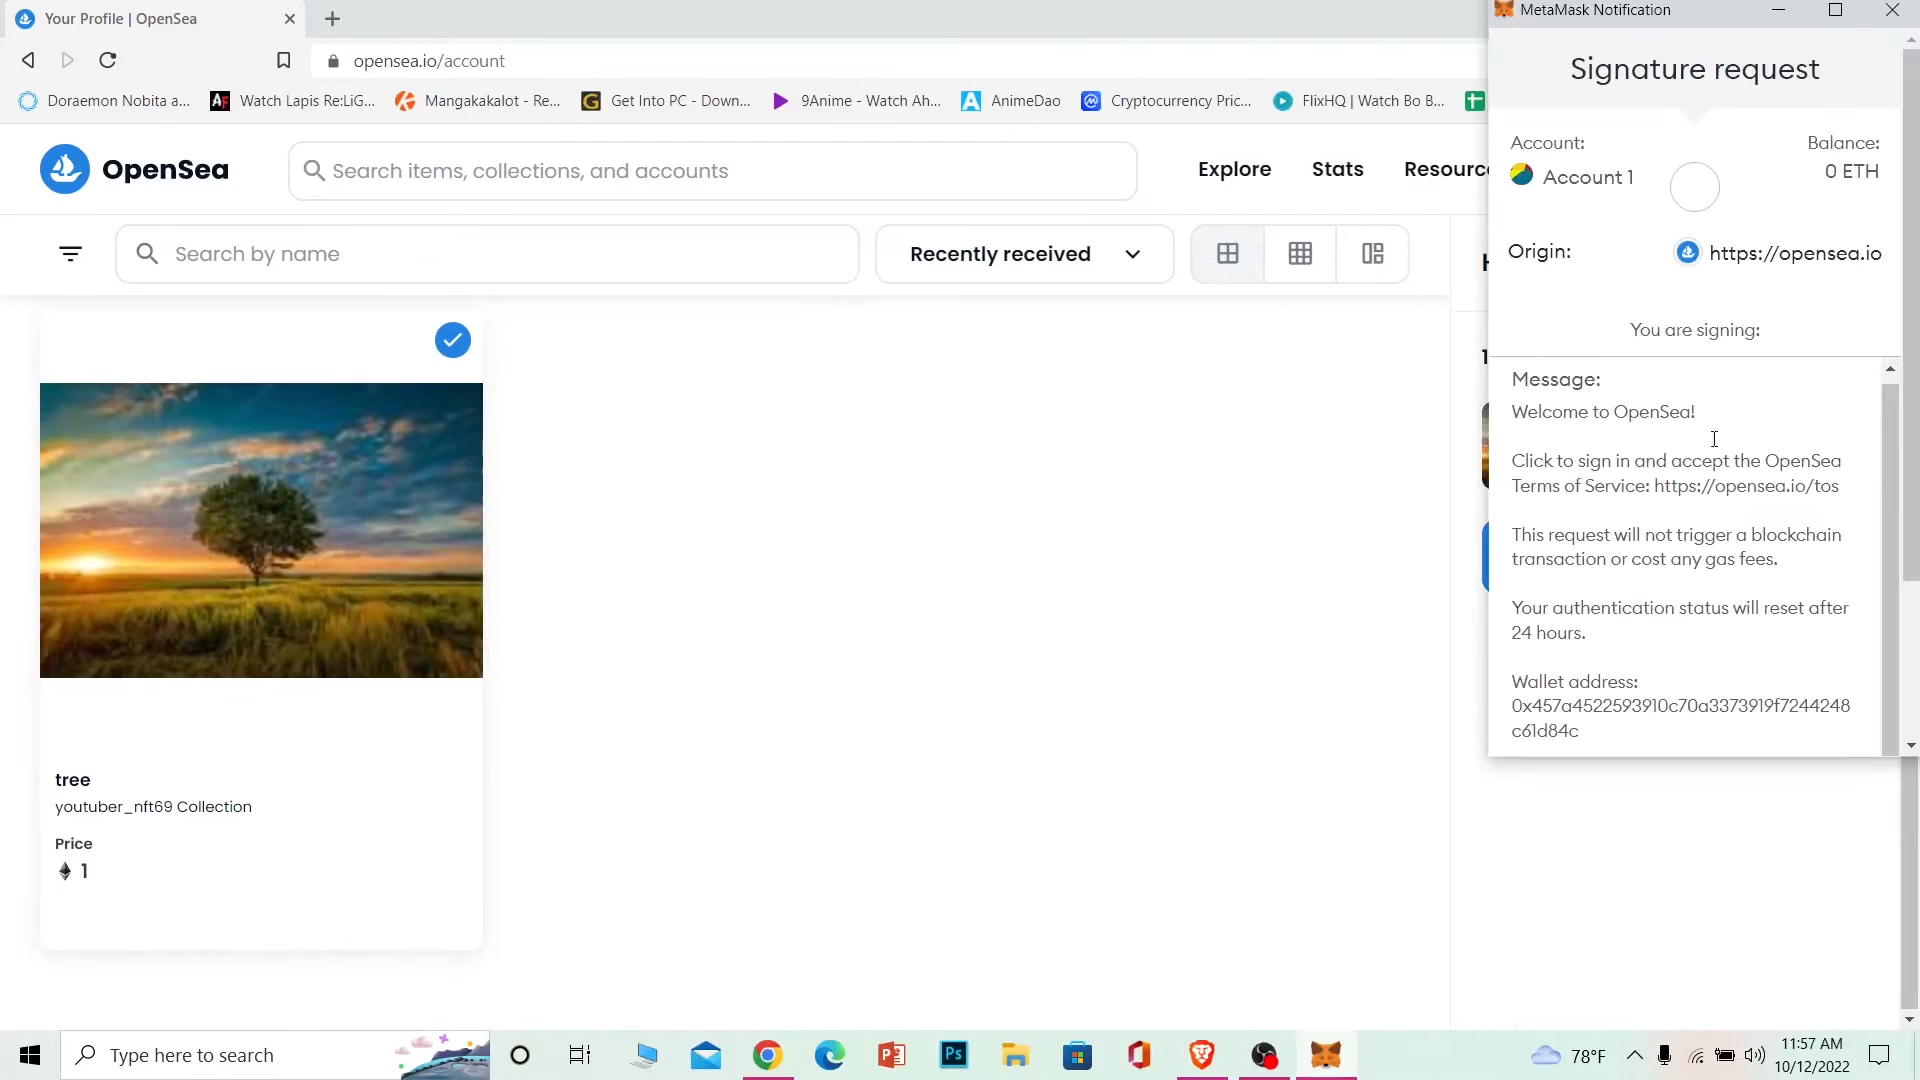 Your Profile | OpenSea
opensea.io/account
Doraemon Nobita a...
AF Watch Lapis Re:LiG...
Mangakakalot - Re...
G Get Into PC - Down...
9Anime - Watch Ah...
A AnimeDao
Cryptocurrency Pric...
FlixHQ | Watch Bo B...
OpenSea
Search items, collections, and accounts
Explore
Stats
Resourc
Search by name
Recently received
tree
youtuber_nft69 Collection
Price
1
MetaMask Notification
Signature request
Account:
Balance:
Account 1
0 ETH
Origin:
https://opensea.io
You are signing:
Message:
Welcome to OpenSea!
Click to sign in and accept the OpenSea
Terms of Service: https://opensea.io/tos
This request will not trigger a blockchain
transaction or cost any gas fees.
Your authentication status will reset after
24 hours.
Wallet address:
0x457a4522593910c70a3373919f7244248
c61d84c
Type here to search
Ps
78°F
11:57 AM
10/12/2022